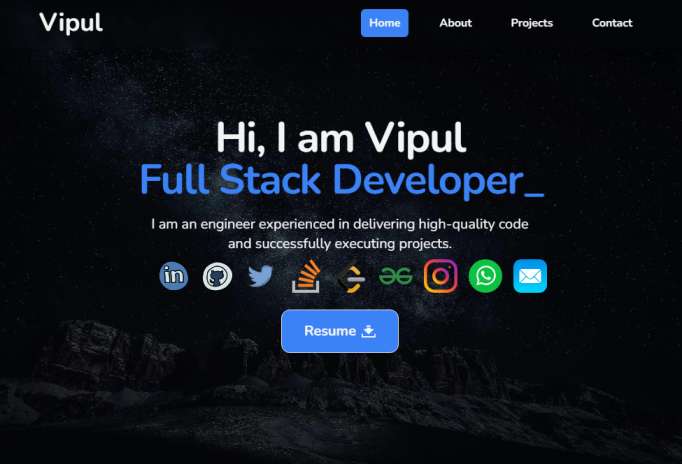 Vipul
Home About Projects Contact
Hi, I am Vipul
Full Stack Developer_
I am an engineer experienced in delivering high-quality code
and successfully executing projects.
in
Resume